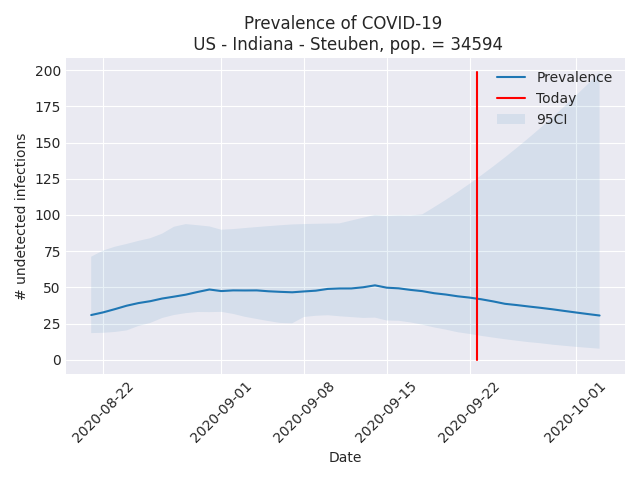 Prevalence of COVID-19
US - Indiana - Steuben, pop. = 34594
200
175
150
125
100
75
50
25
0
# undetected infections
Prevalence
Today
95CI
2020-08-22
2020-09-01
2020-09-08
2020-09-15
2020-09-22
2020-10-01
Date